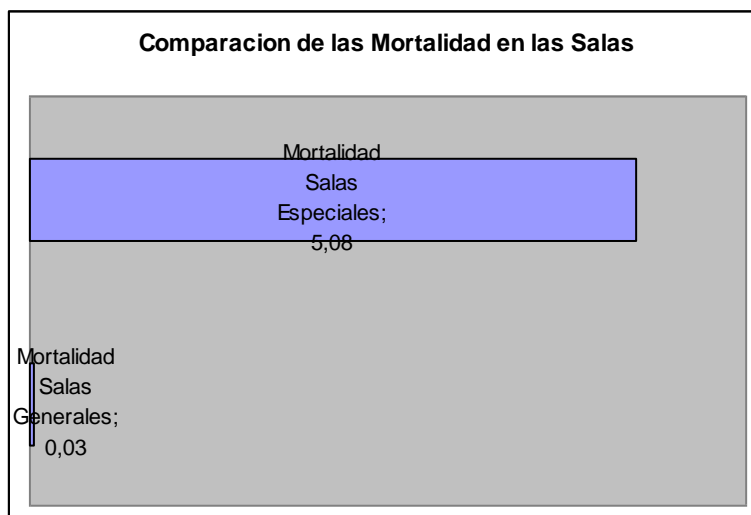 Comparacion de las Mortalidad en las Salas
Mortalidad
Salas
Especiales;
5,08
Mortalidad
Salas
Generales;
0,03